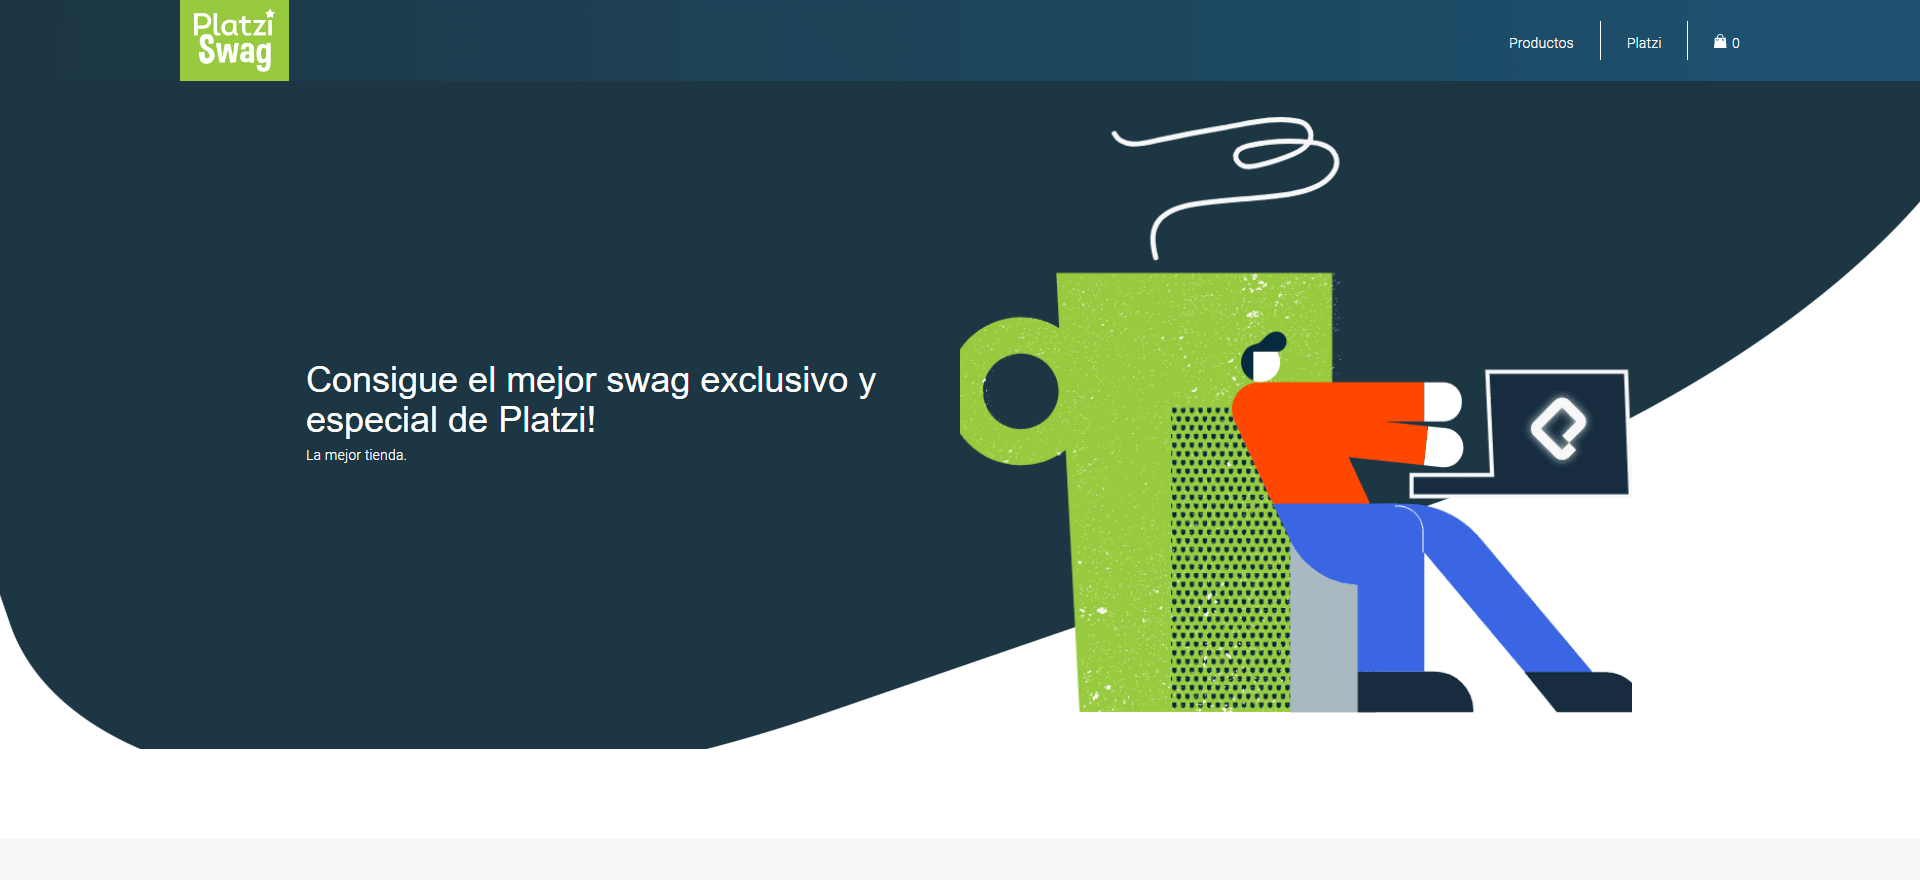 Platzi
Swag
Productos
Platzi
0
Consigue el mejor swag exclusivo y
especial de Platzi!
La mejor tienda.